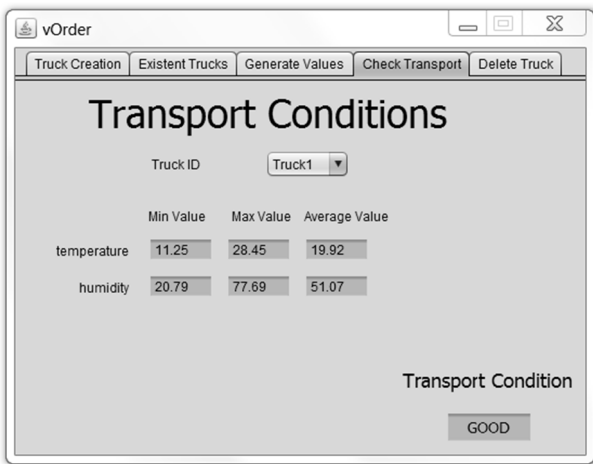 vOrder
Truck Creation Existent Trucks Generate Values Check Transport Delete Truck
Transport Conditions
Truck ID Truck1
Min Value Max Value Average Value
temperature 11.25 28.45 19.92
humidity 20.79 77.69 51.07
Transport Condition
GOOD